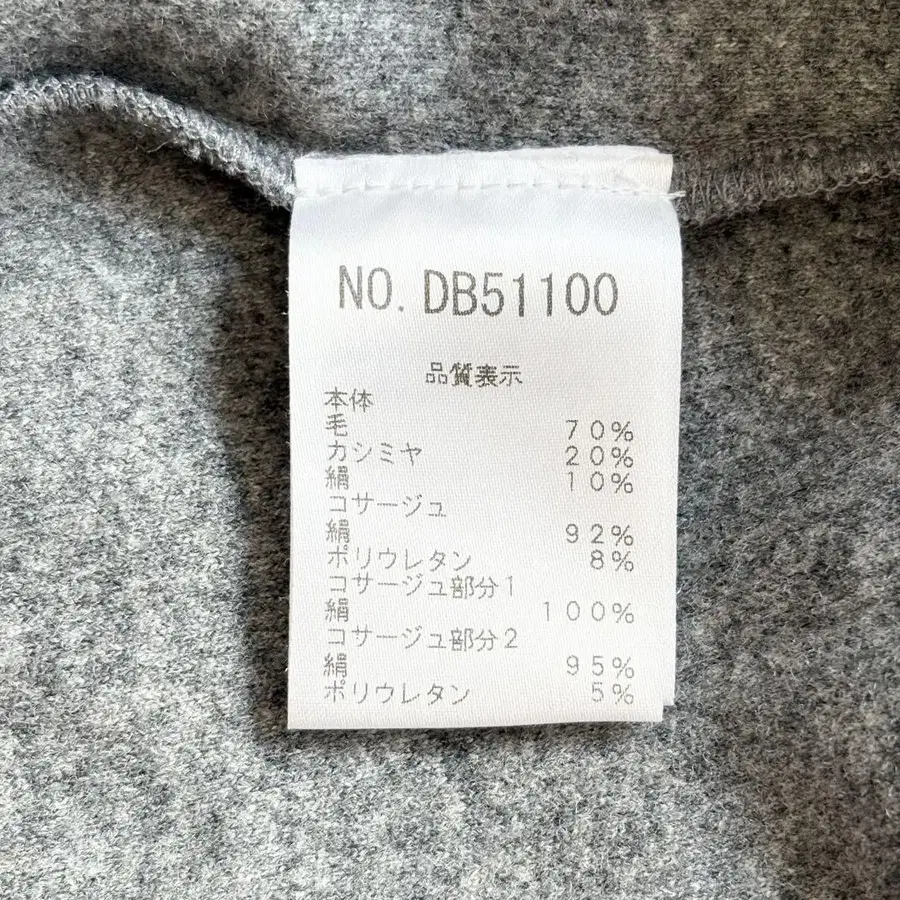 NO. DB51100
品質表示
本体
毛 70%
カシミヤ 20%
絹 10%
コサージュ
絹 92%
ポリウレタン 8%
コサージュ部分1
絹 100%
コサージュ部分2
絹 95%
ポリウレタン 5%